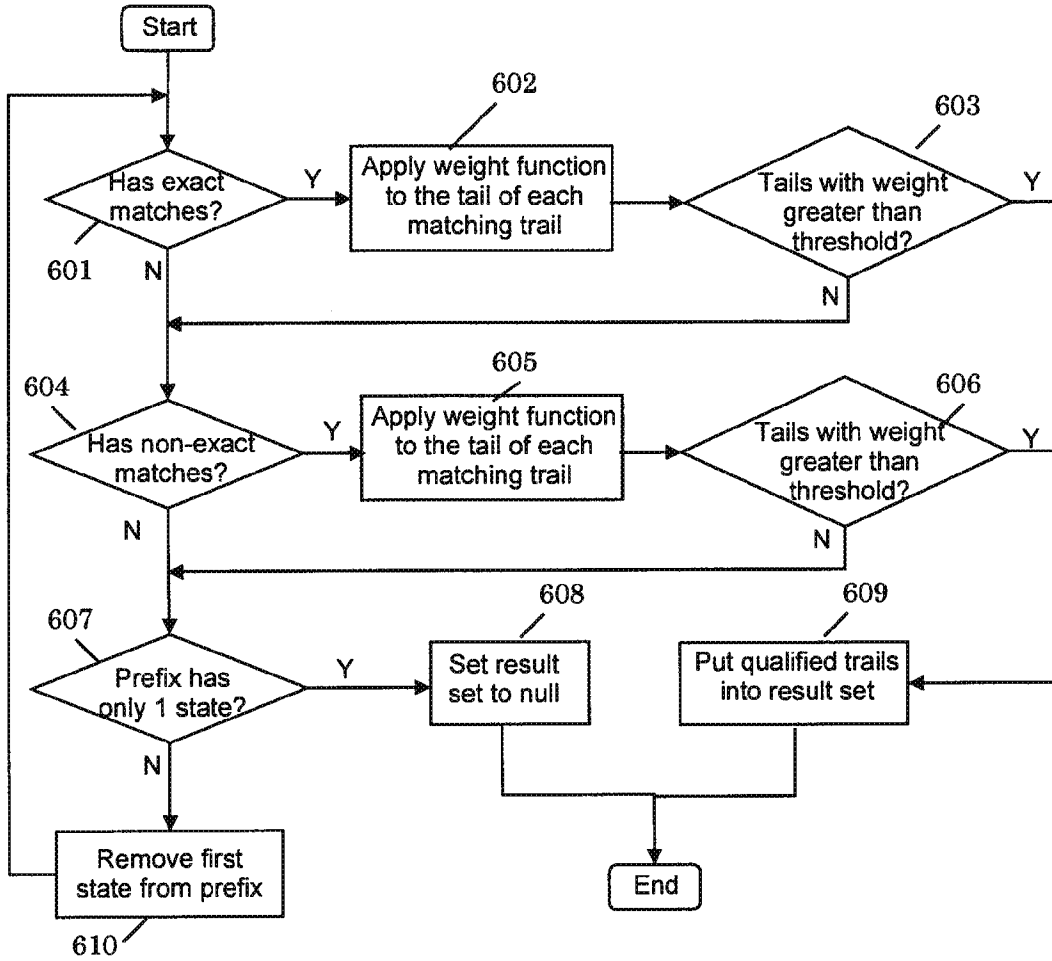 Start
602
603
Has exact
matches?
Y
Apply weight function
to the tail of each
matching trail
Tails with weight
greater than
threshold?
Y
601
N
N
604
605
606
Has non-exact
matches?
Y
Apply weight function
to the tail of each
matching trail
Tails with weight
greater than
threshold?
Y
N
N
607
608
609
Prefix has
only 1 state?
Y
Set result
set to null
Put qualified trails
into result set
N
Remove first
state from prefix
End
610